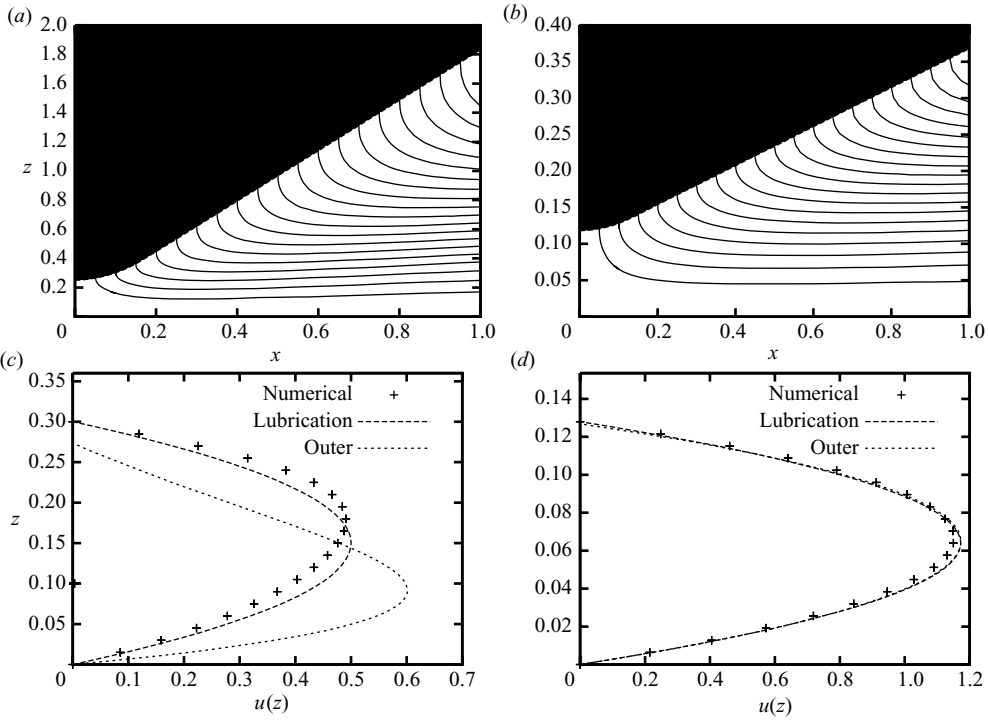 (a)
2.0
1.8
1.6
1.4
1.2
z 1.0
0.8
0.6
0.4
0.2
0 0.2 0.4 0.6 0.8 1.0
x
(b)
0.40
0.35
0.30
0.25
0.20
0.15
0.10
0.05
0 0.2 0.4 0.6 0.8 1.0
x
(c)
0.35
0.30
0.25
0.20
z
0.15
0.10
0.05
0 0.1 0.2 0.3 0.4 0.5 0.6 0.7
u(z)
Numerical
Lubrication
Outer
(d)
0.14
0.12
0.10
0.08
0.06
0.04
0.02
0 0.2 0.4 0.6 0.8 1.0 1.2
u(z)
Numerical
Lubrication
Outer